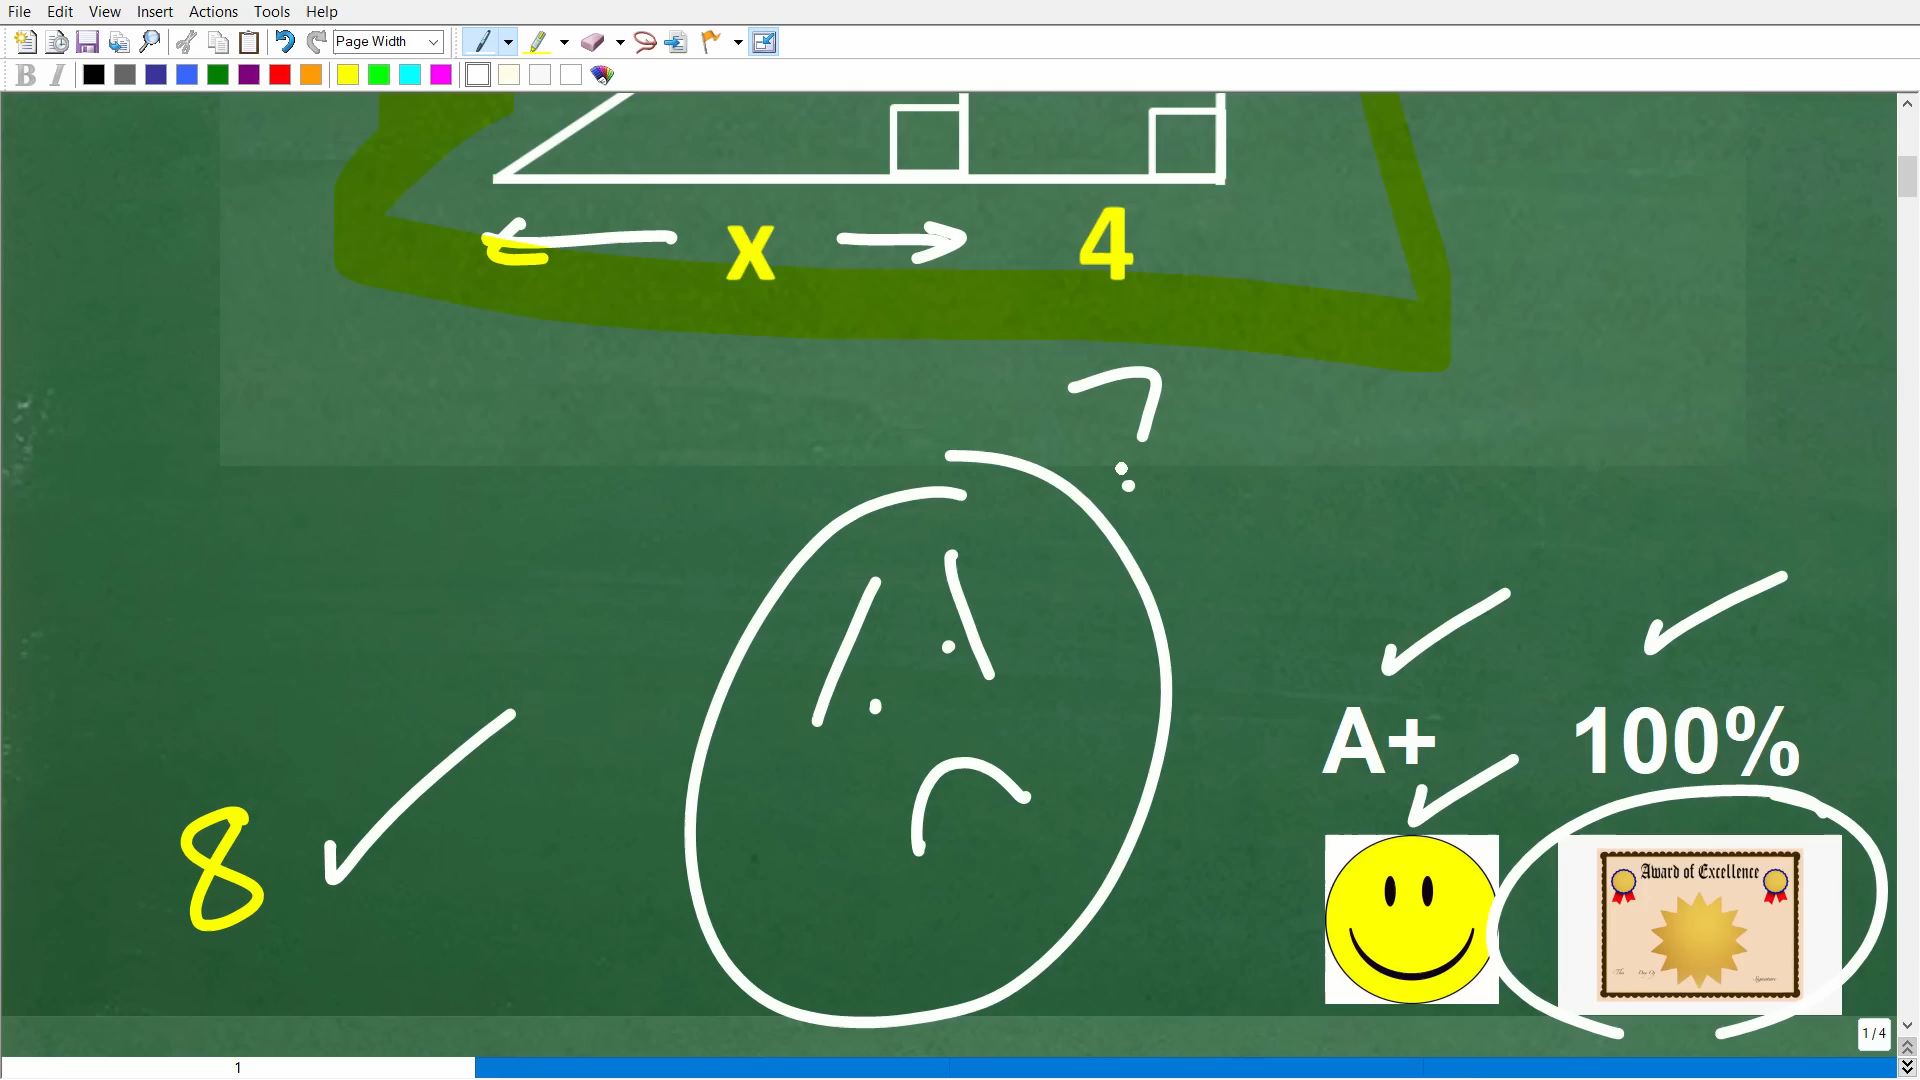 File Edit View Insert Actions Tools Help
Page Width
B I
x 4
?
A+ 100%
8
Award of Excellence
1 / 4
1